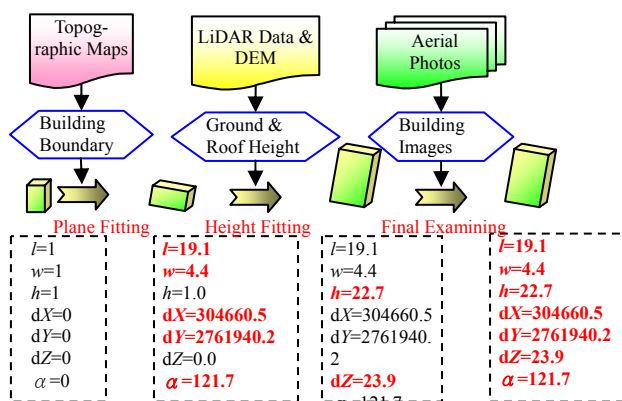 Topog-
raphic Maps
LiDAR Data &
DEM
Aerial
Photos
Building
Boundary
Ground &
Roof Height
Building
Images
Plane Fitting
Height Fitting
Final Examining
l=1
w=1
h=1
dX=0
dY=0
dZ=0
α=0
l=19.1
w=4.4
h=1.0
dX=304660.5
dY=2761940.2
dZ=0.0
α=121.7
l=19.1
w=4.4
h=22.7
dX=304660.5
dY=2761940.
2
dZ=23.9
α=121.7
l=19.1
w=4.4
h=22.7
dX=304660.5
dY=2761940.2
dZ=23.9
α=121.7